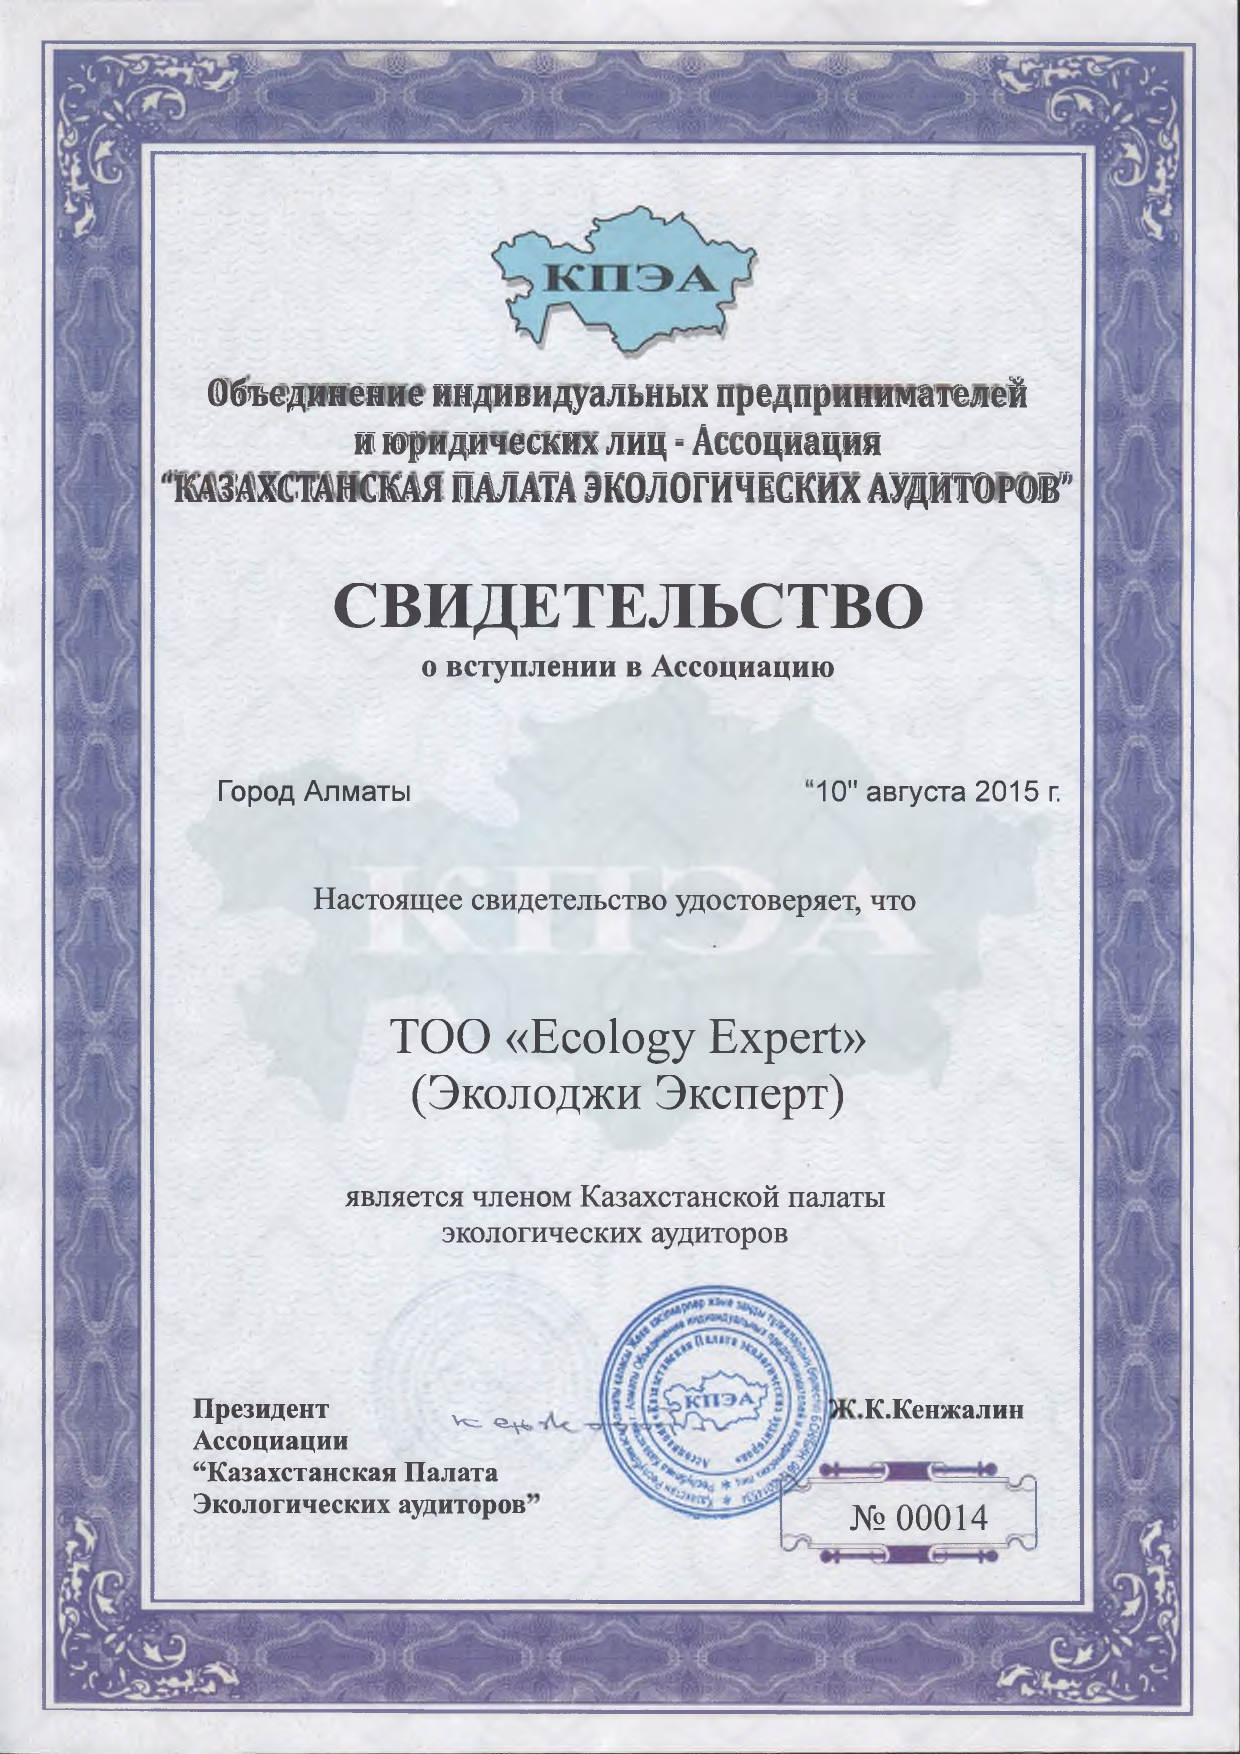 КПЭА
Объединение индивидуальных предпринимателей
и юридических лиц - Ассоциация
“КАЗАХСТАНСКАЯ ПАЛАТА ЭКОЛОГИЧЕСКИХ АУДИТОРОВ”
СВИДЕТЕЛЬСТВО
о вступлении в Ассоциацию
Город Алматы
“10" августа 2015 г.
КПЭА
Настоящее свидетельство удостоверяет, что
ТОО «Ecology Expert»
(Эколоджи Эксперт)
является членом Казахстанской палаты
экологических аудиторов
Президент
Ассоциации
“Казахстанская Палата
Экологических аудиторов”
КПЭА
Ж.К.Кенжалин
№ 00014